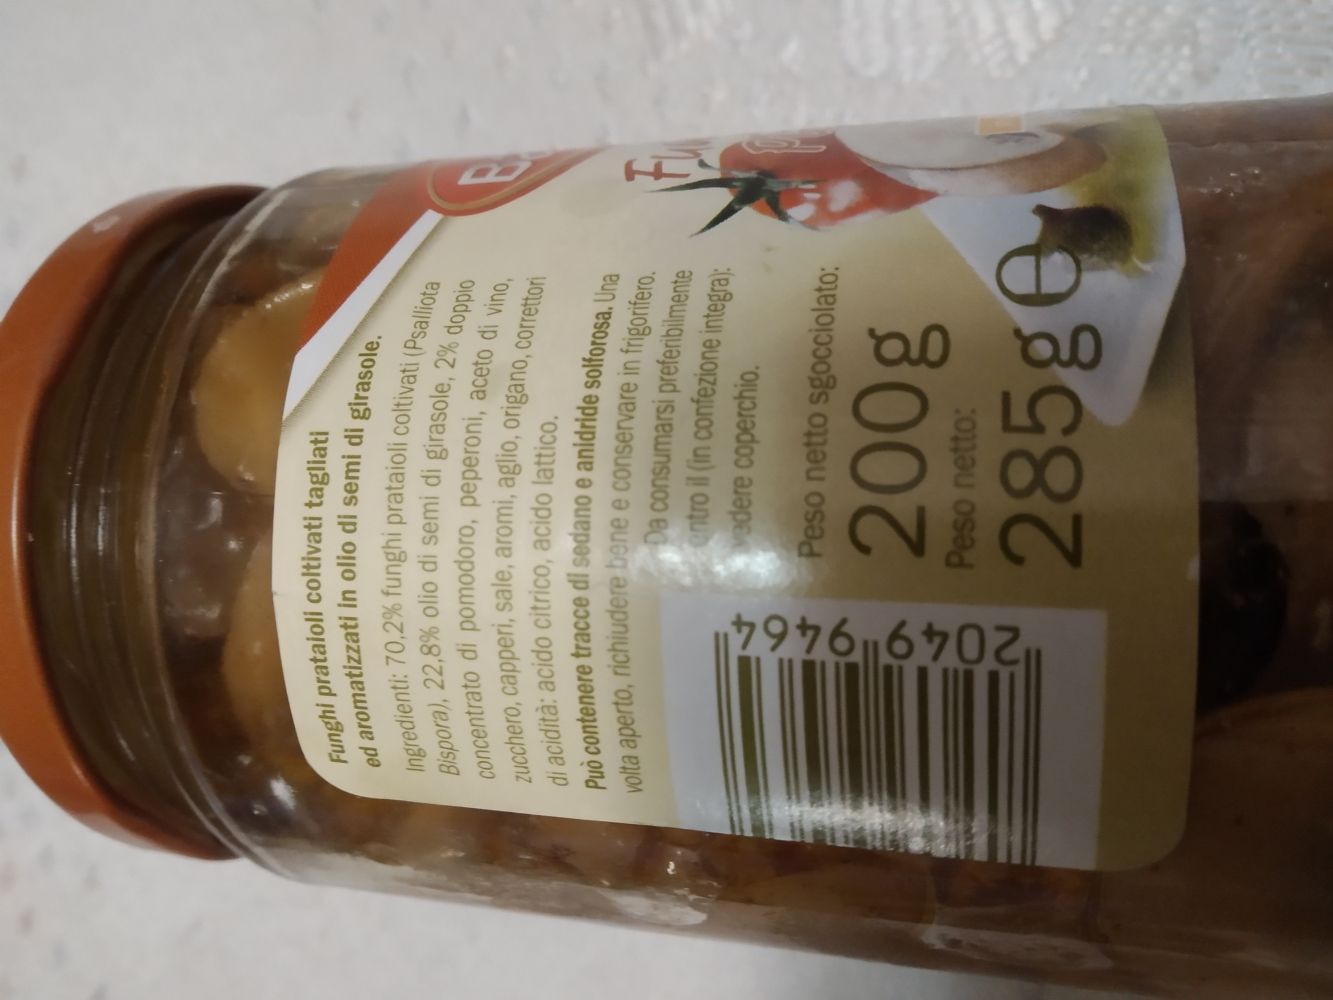 Funghi prataioli coltivati tagliati
ed aromatizzati in olio di semi di girasole.
Ingredienti: 70,2% funghi prataioli coltivati (Psalliota
Bispora), 22,8% olio di semi di girasole, 2% doppio
concentrato di pomodoro, peperoni, aceto di vino,
zucchero, capperi, sale, aromi, aglio, origano, correttori
di acidità: acido citrico, acido lattico.
Può contenere tracce di sedano e anidride solforosa. Una
volta aperto, richiudere bene e conservare in frigorifero.
Da consumarsi preferibilmente
entro il (in confezione integra):
vedere coperchio.
Peso netto sgocciolato:
200g
Peso netto:
285g e
2049 9464